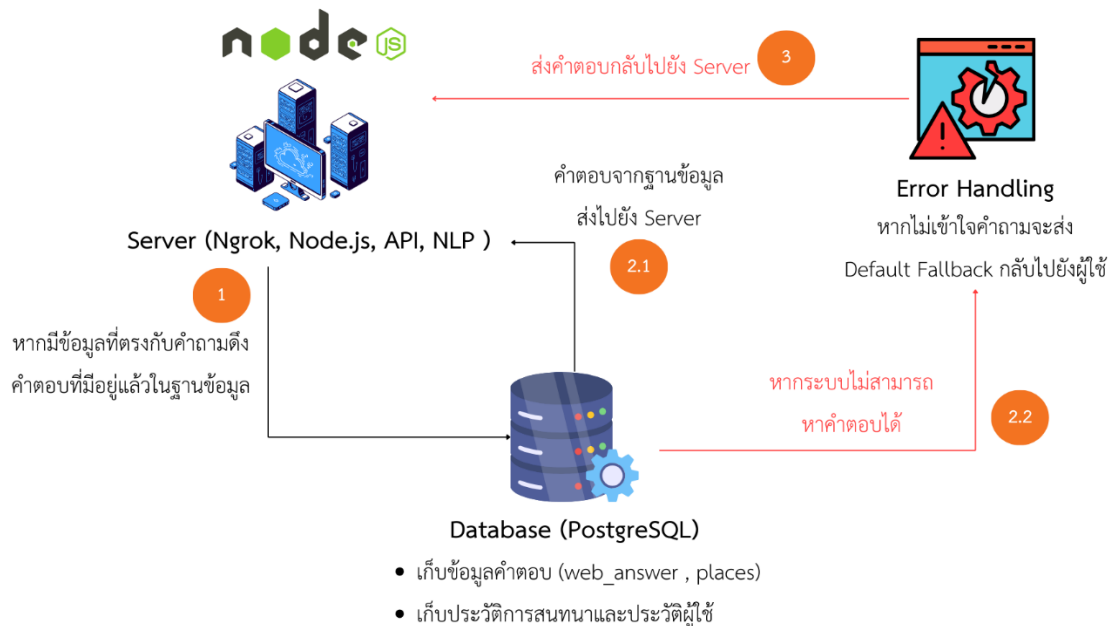 node
JS
ส่งคำตอบกลับไปยัง Server
3
คำตอบจากฐานข้อมูล
ส่งไปยัง Server
2.1
Error Handling
หากไม่เข้าใจคำถามจะส่ง
Default Fallback กลับไปยังผู้ใช้
Server (Ngrok, Node.js, API, NLP )
1
หากมีข้อมูลที่ตรงกับคำถามดึง
คำตอบที่มีอยู่แล้วในฐานข้อมูล
หากระบบไม่สามารถ
หาคำตอบได้
2.2
Database (PostgreSQL)
• เก็บข้อมูลคำตอบ (web_answer , places)
• เก็บประวัติการสนทนาและประวัติผู้ใช้